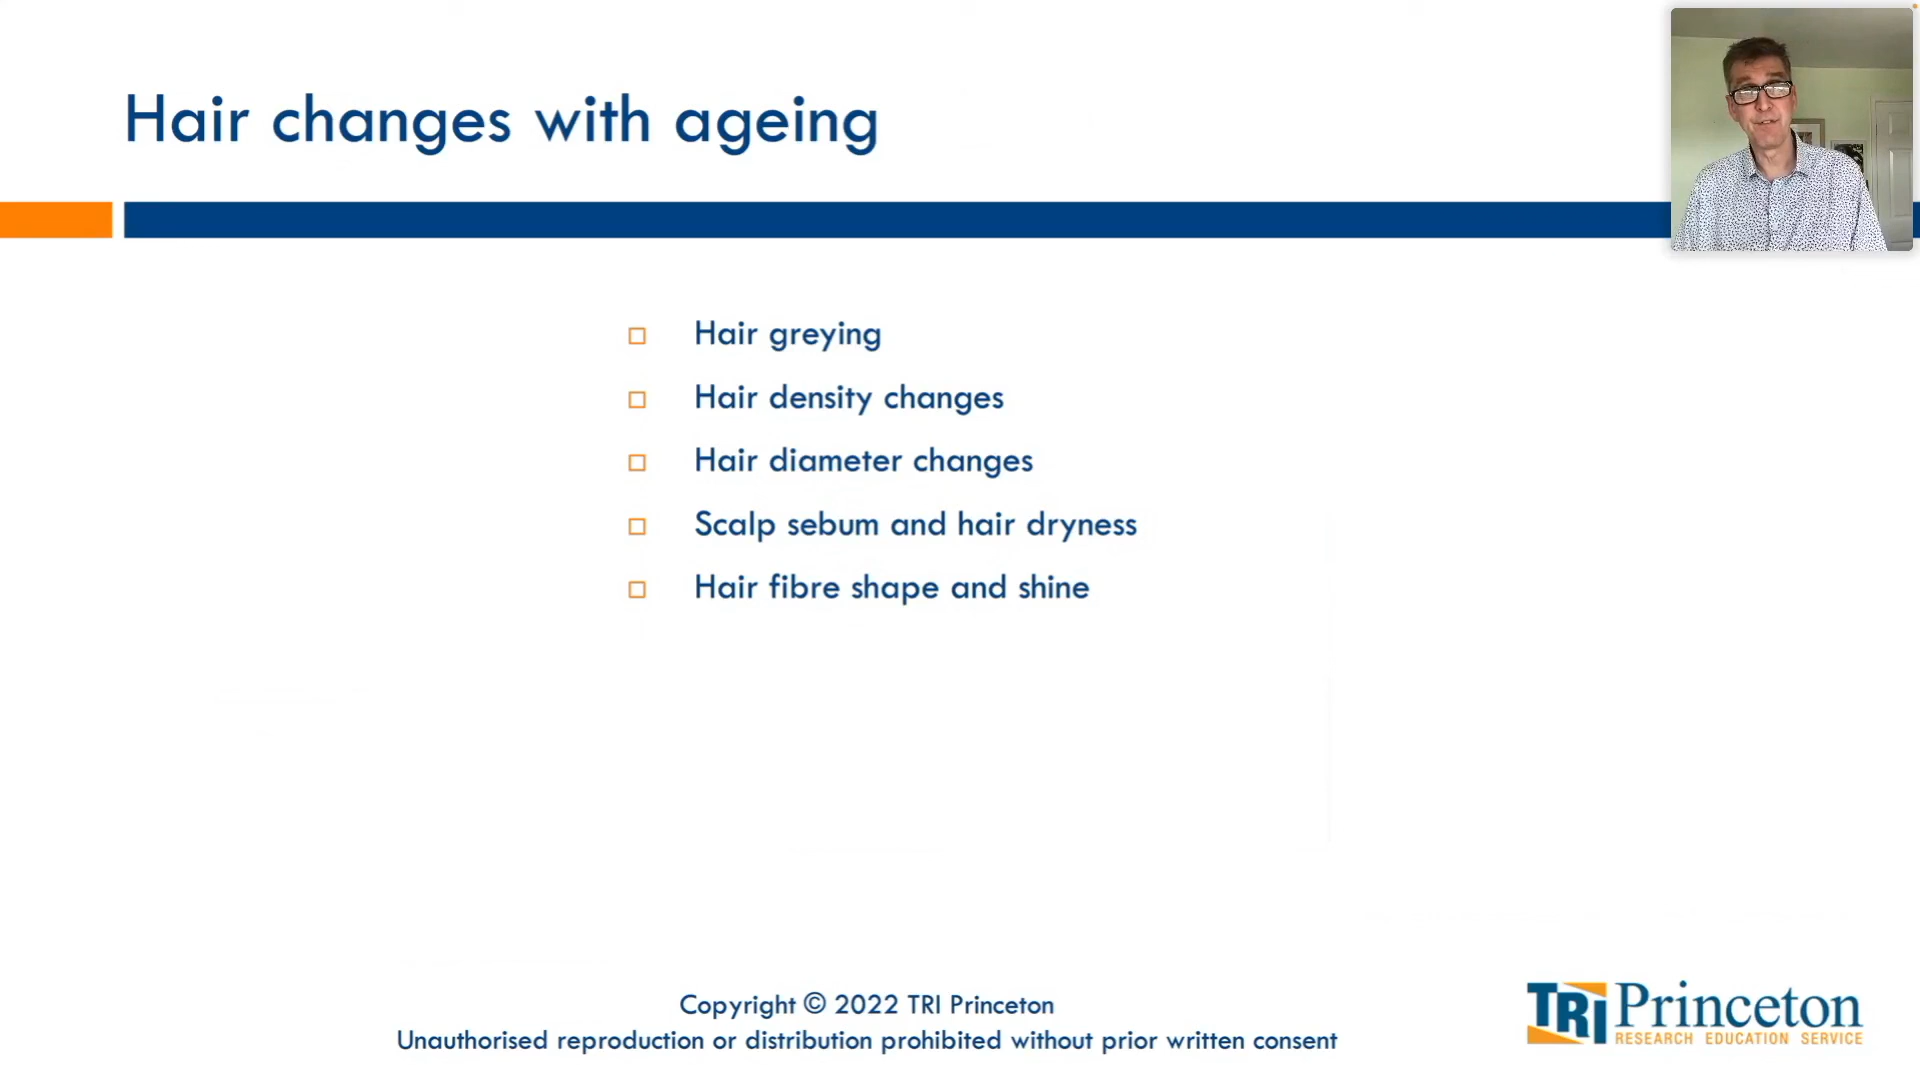 Hair changes with ageing
Hair greying
Hair density changes
Hair diameter changes
Scalp sebum and hair dryness
Hair fibre shape and shine
Copyright © 2022 TRI Princeton
Unauthorised reproduction or distribution prohibited without prior written consent
TRI Princeton
RESEARCH EDUCATION SERVICE